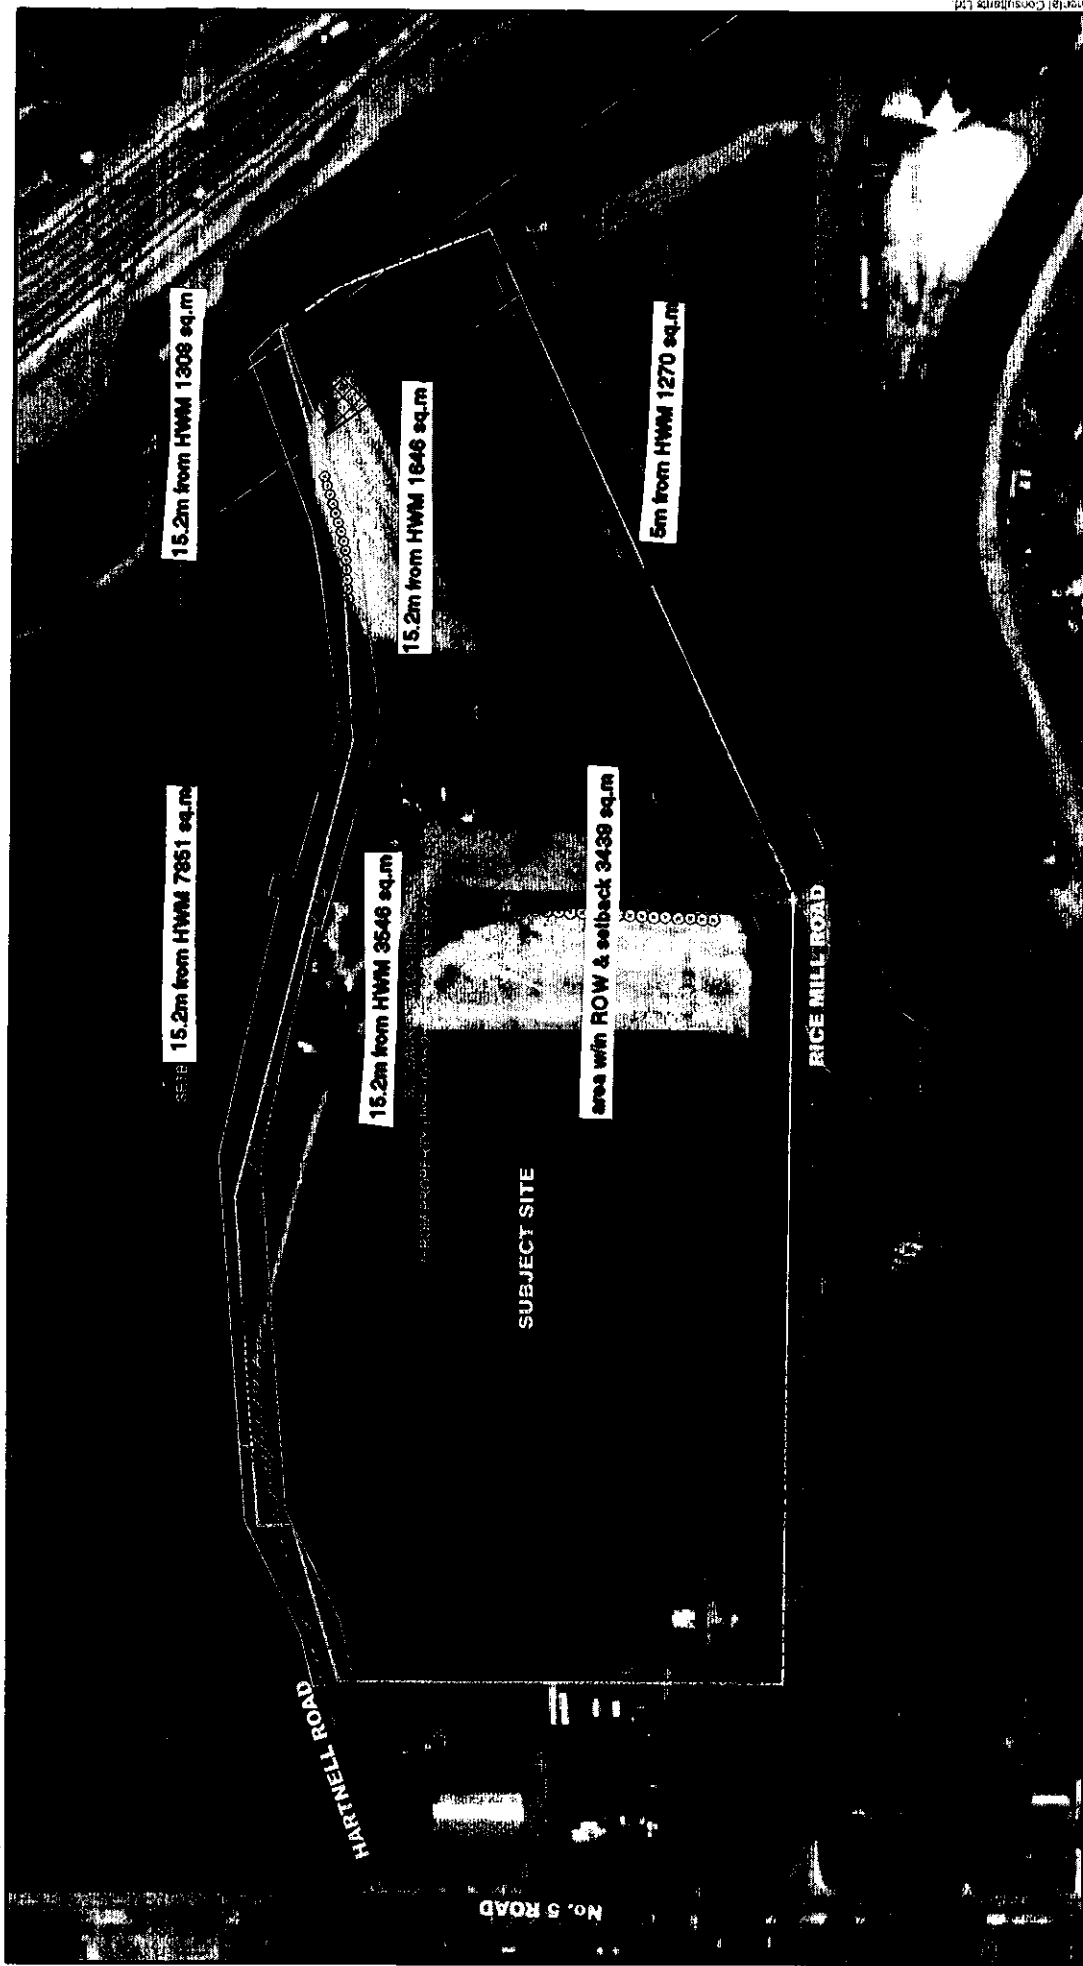 15.2m from HWM 1308 sq.m
15.2m from HWM 1646 sq.m
5m from HWM 1270 sq.m
15.2m from HWM 7851 sq.m
15.2m from HWM 3546 sq.m
area w/in ROW & setback 3439 sq.m
RICE MILL ROAD
SUBJECT SITE
HARTNELL ROAD
No. 5 ROAD
Consultants Ltd.